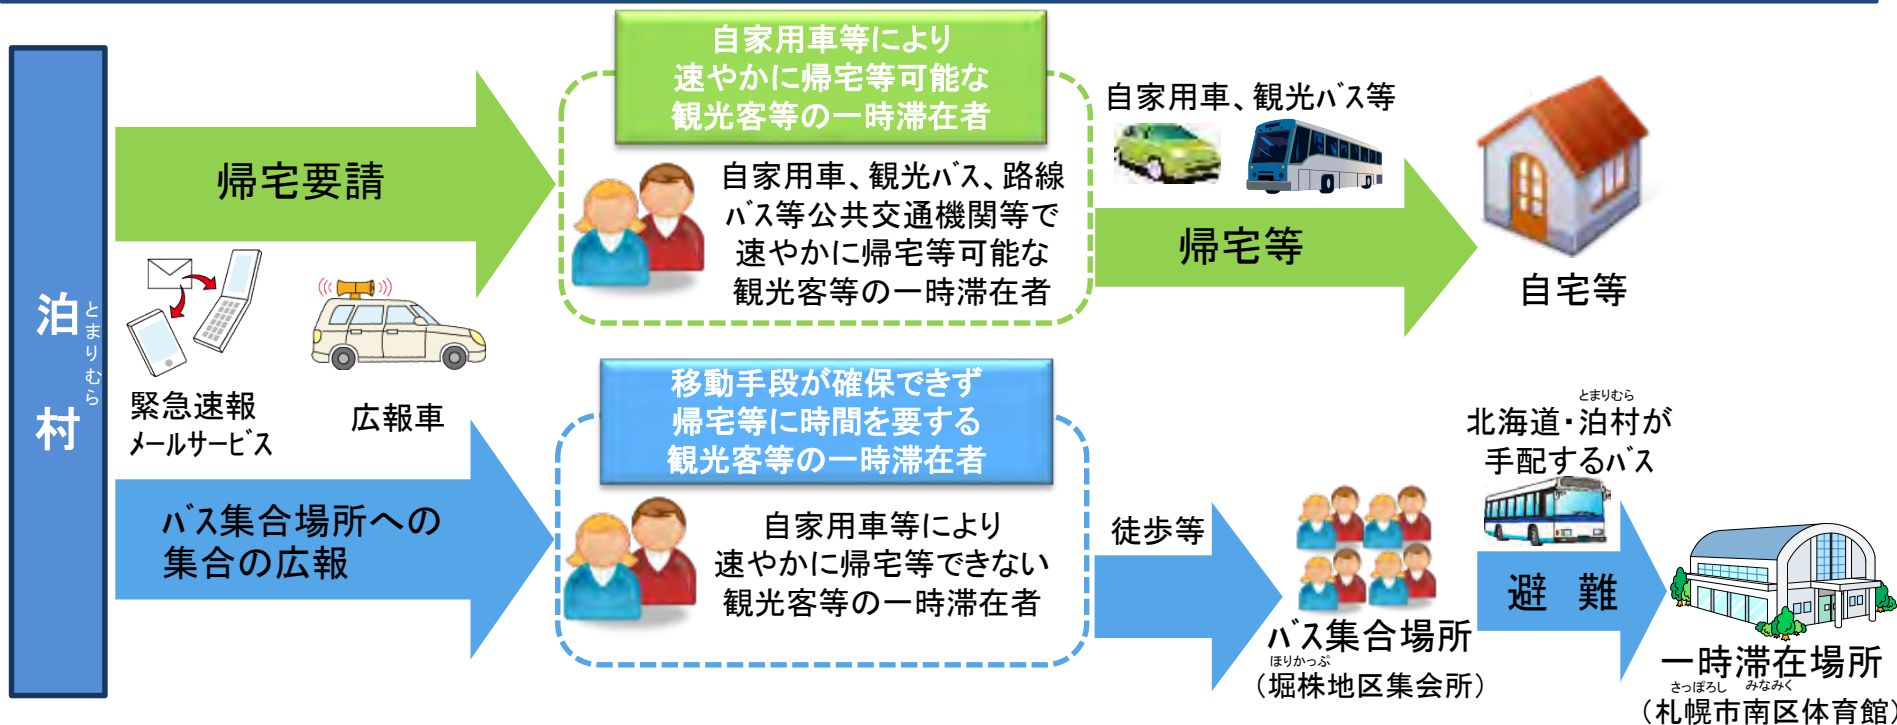 泊村
とまりむら
帰宅要請
緊急速報
メールサービス
広報車
バス集合場所への
集合の広報
自家用車等により
速やかに帰宅等可能な
観光客等の一時滞在者
自家用車、観光バス、路線
バス等公共交通機関等で
速やかに帰宅等可能な
観光客等の一時滞在者
自家用車、観光バス等
帰宅等
自宅等
移動手段が確保できず
帰宅等に時間を要する
観光客等の一時滞在者
自家用車等により
速やかに帰宅等できない
観光客等の一時滞在者
徒歩等
バス集合場所
ほりかっぷ
（堀株地区集会所）
とまりむら
北海道・泊村が
手配するバス
避難
一時滞在場所
さっぽろし みなみく
（札幌市南区体育館）